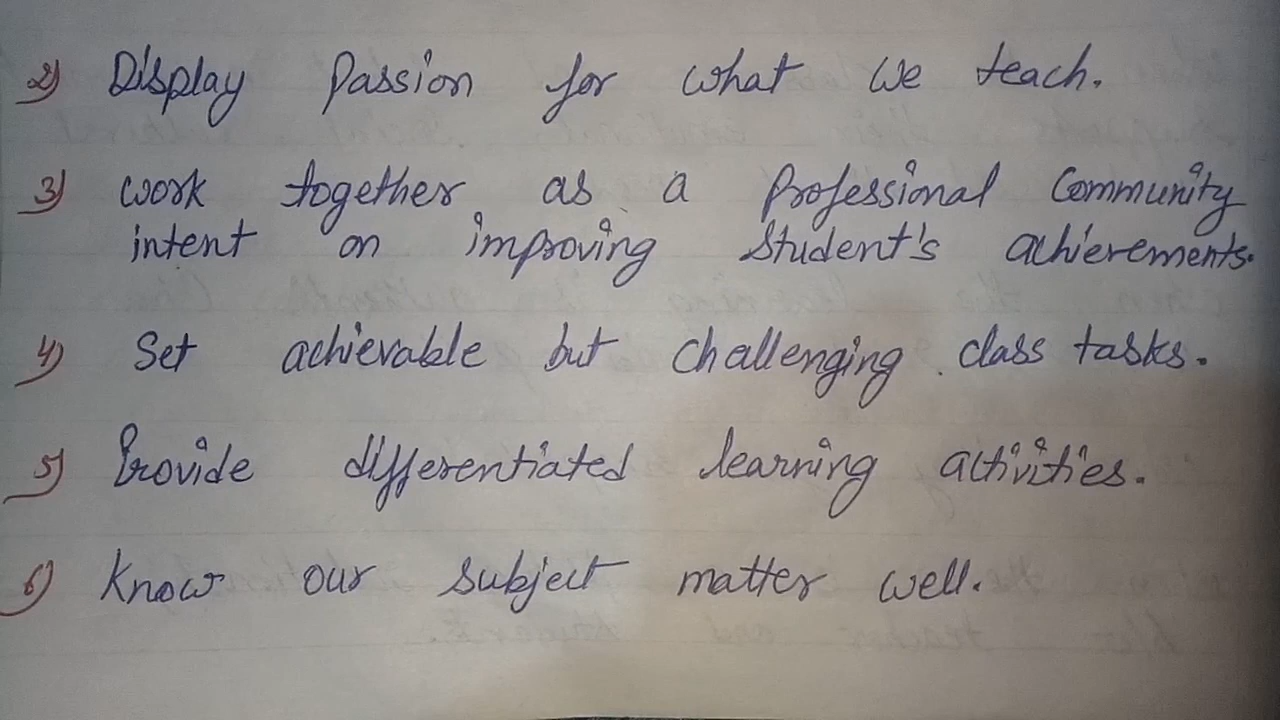 2) Display Passion for what we teach.
3) work together as a Professional Community
intent on improving student's achievements.
4) Set achievable but challenging class tasks.
5) Provide differentiated learning activities.
6) Know our subject matter well.